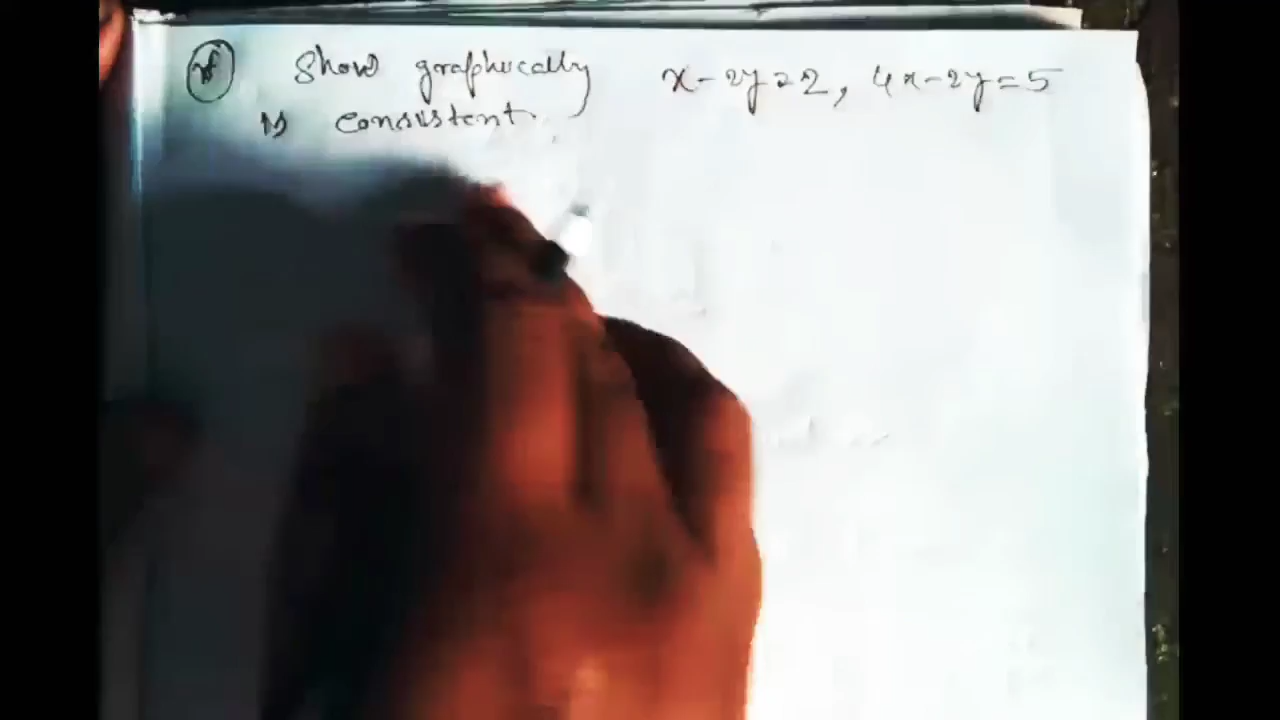 Show graphically x-2y=2, 4x-2y=5
is consistent.